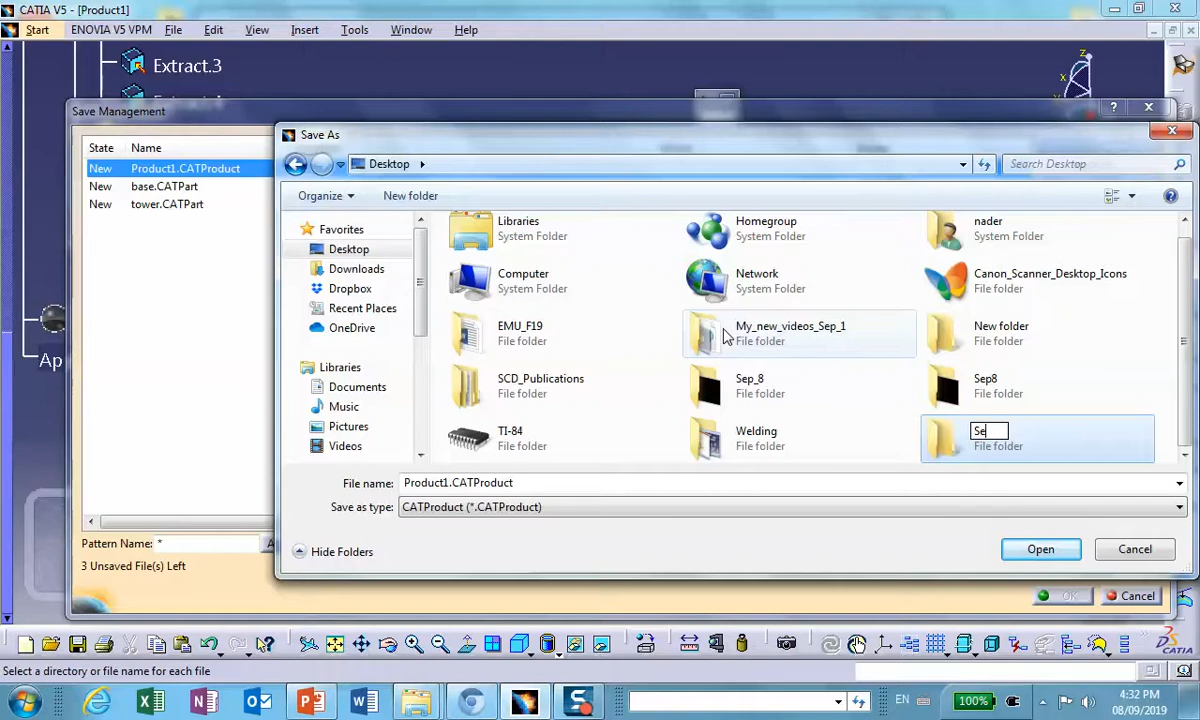 CATIA V5 - [Product1]
Start ENOVIA V5 VPM File Edit View Insert Tools Window Help
Extract.3
Save Management
Save As
State Name
New Product1.CATProduct
New base.CATPart
New tower.CATPart
Desktop
Search Desktop
Organize New folder
Favorites
Desktop
Downloads
Dropbox
Recent Places
OneDrive
Libraries
Documents
Music
Pictures
Videos
Libraries
System Folder
Homegroup
System Folder
nader
System Folder
Computer
System Folder
Network
System Folder
Canon_Scanner_Desktop_Icons
File folder
EMU_F19
File folder
My_new_videos_Sep_1
File folder
New folder
File folder
SCD_Publications
File folder
Sep_8
File folder
Sep8
File folder
TI-84
File folder
Welding
File folder
Se
File folder
File name: Product1.CATProduct
Save as type: CATProduct (*.CATProduct)
Hide Folders
Open Cancel
Ap
Pattern Name: *
A
3 Unsaved File(s) Left
OK Cancel
Select a directory or file name for each file
CATIA
EN
100%
4:32 PM
08/09/2019